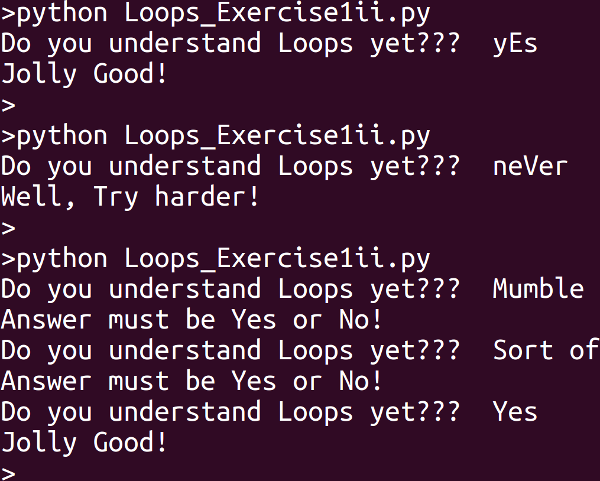 >python Loops_Exercise1ii.py
Do you understand Loops yet???  yEs
Jolly Good!
>
>python Loops_Exercise1ii.py
Do you understand Loops yet???  neVer
Well, Try harder!
>
>python Loops_Exercise1ii.py
Do you understand Loops yet???  Mumble
Answer must be Yes or No!
Do you understand Loops yet???  Sort of
Answer must be Yes or No!
Do you understand Loops yet???  Yes
Jolly Good!
>